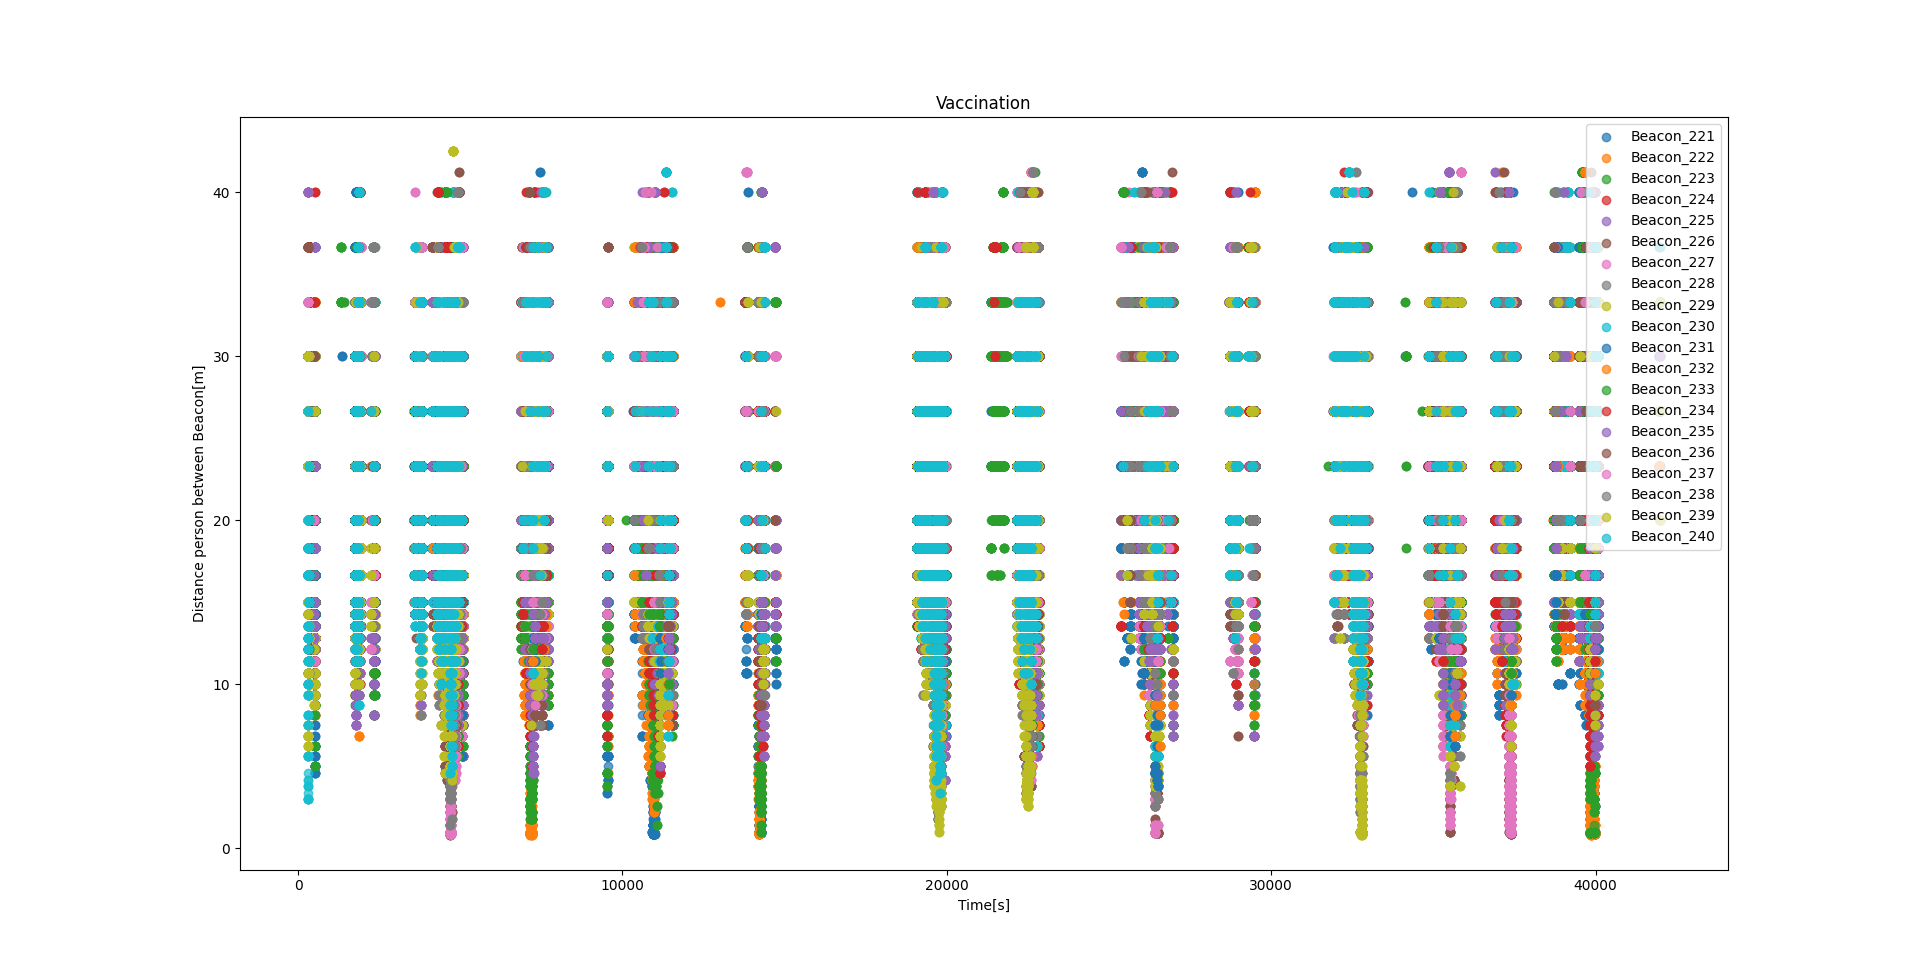 Vaccination
Distance person between Beacon[m]
40
30
20
10
0
0
10000
20000
30000
40000
Time[s]
Beacon_221
Beacon_222
Beacon_223
Beacon_224
Beacon_225
Beacon_226
Beacon_227
Beacon_228
Beacon_229
Beacon_230
Beacon_231
Beacon_232
Beacon_233
Beacon_234
Beacon_235
Beacon_236
Beacon_237
Beacon_238
Beacon_239
Beacon_240